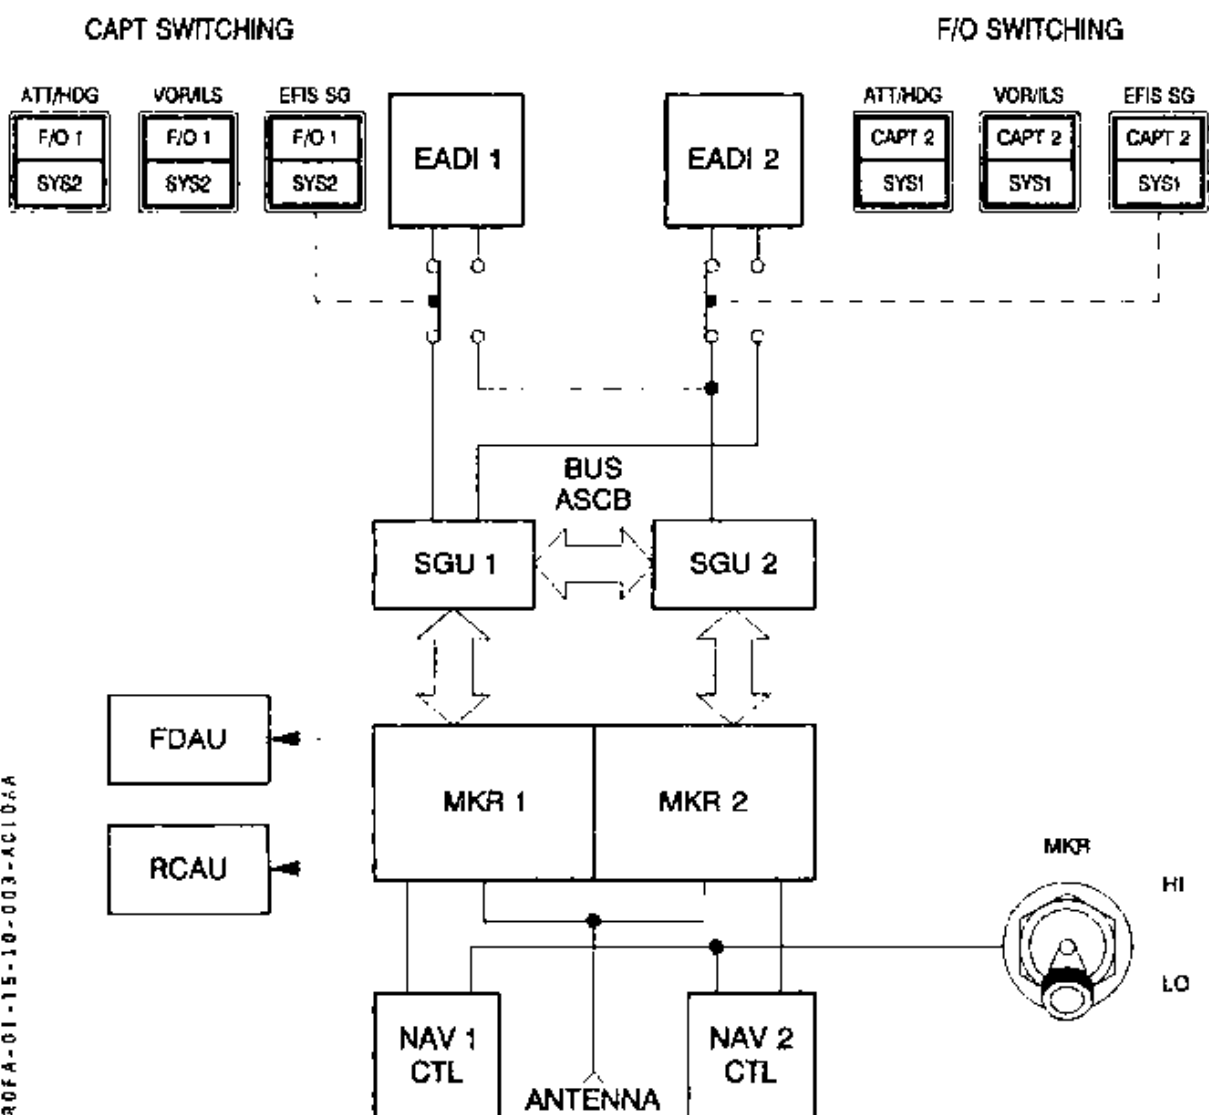 CAPT SWITCHING
F/O SWITCHING
ATT/HDG
VOR/ILS
EFIS SG
F/O 1
SYS2
F/O 1
SYS2
F/O 1
SYS2
EADI 1
EADI 2
ATT/HDG
VOR/ILS
EFIS SG
CAPT 2
SYS1
CAPT 2
SYS1
CAPT 2
SYS1
BUS
ASCB
SGU 1
SGU 2
FDAU
RCAU
MKR 1
MKR 2
MKR
HI
LO
NAV 1
CTL
NAV 2
CTL
ANTENNA